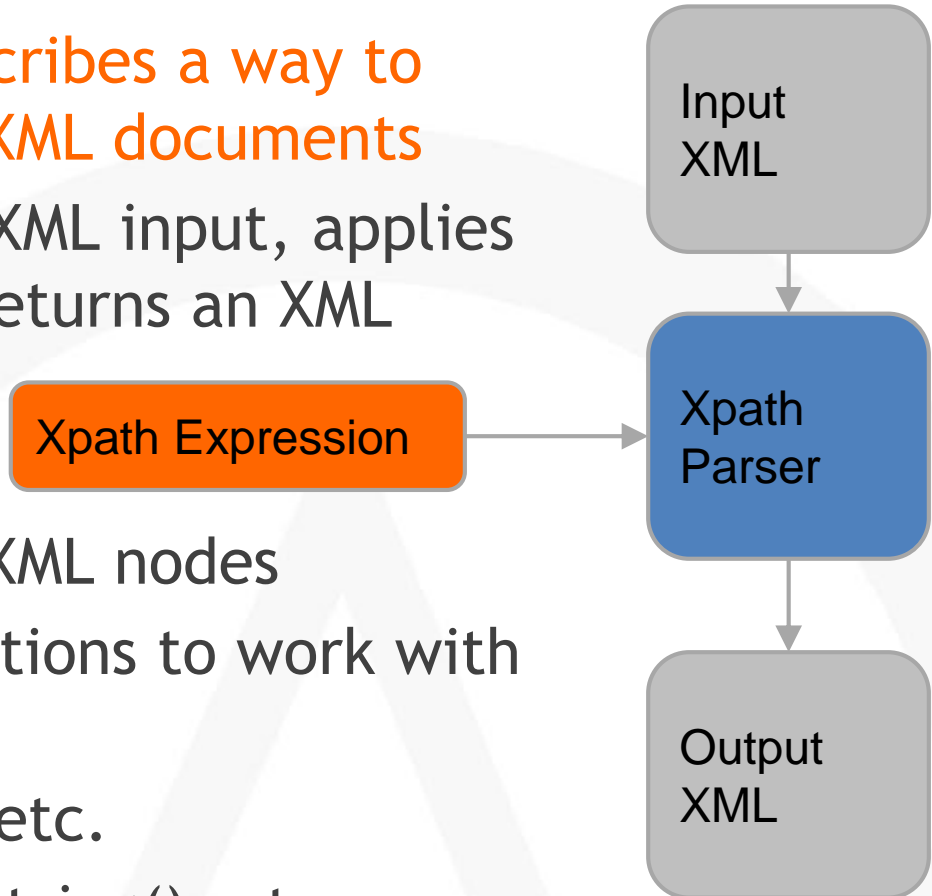 cribes a way to
XML documents
XML input, applies
eturns an XML
XML nodes
tions to work with
etc.
Input
XML
Xpath Expression
Xpath
Parser
Output
XML